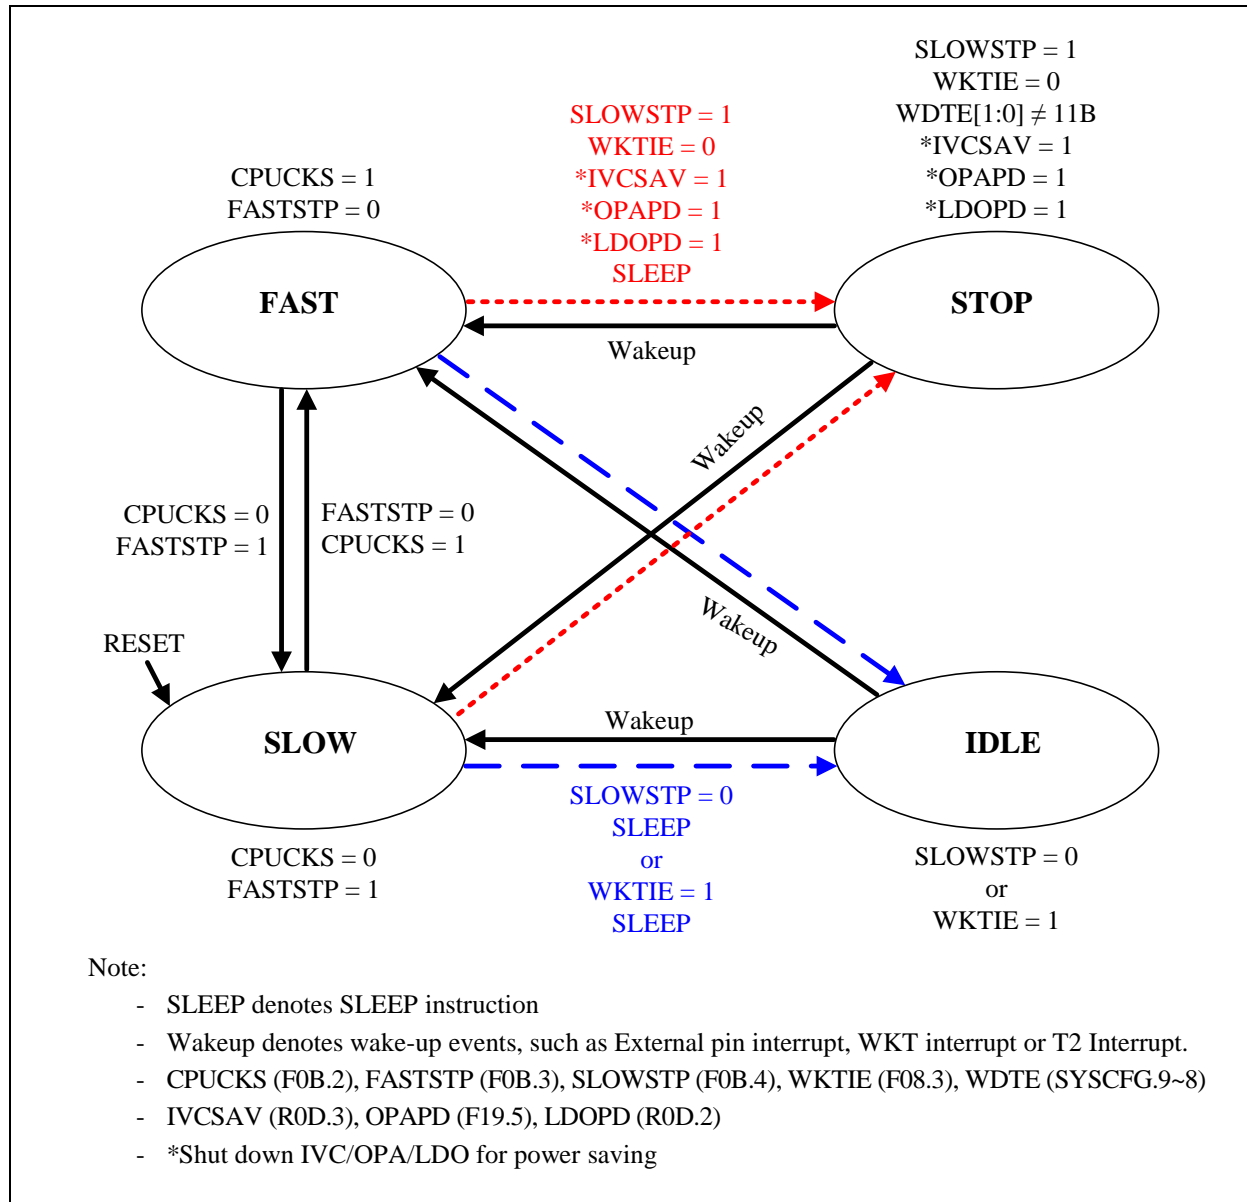 SLOWSTP = 1
WKTIE = 0
WDTE[1:0] ≠ 11B
*IVCSAV = 1
*OPAPD = 1
*LDOPD = 1
SLOWSTP = 1
WKTIE = 0
*IVCSAV = 1
*OPAPD = 1
*LDOPD = 1
SLEEP
CPUCKS = 1
FASTSTP = 0
FAST
STOP
Wakeup
Wakeup
CPUCKS = 0
FASTSTP = 1
FASTSTP = 0
CPUCKS = 1
Wakeup
RESET
Wakeup
SLOW
IDLE
SLOWSTP = 0
SLEEP
or
WKTIE = 1
SLEEP
CPUCKS = 0
FASTSTP = 1
SLOWSTP = 0
or
WKTIE = 1
Note:
- SLEEP denotes SLEEP instruction
- Wakeup denotes wake-up events, such as External pin interrupt, WKT interrupt or T2 Interrupt.
- CPUCKS (F0B.2), FASTSTP (F0B.3), SLOWSTP (F0B.4), WKTIE (F08.3), WDTE (SYSCFG.9~8)
- IVCSAV (R0D.3), OPAPD (F19.5), LDOPD (R0D.2)
- *Shut down IVC/OPA/LDO for power saving